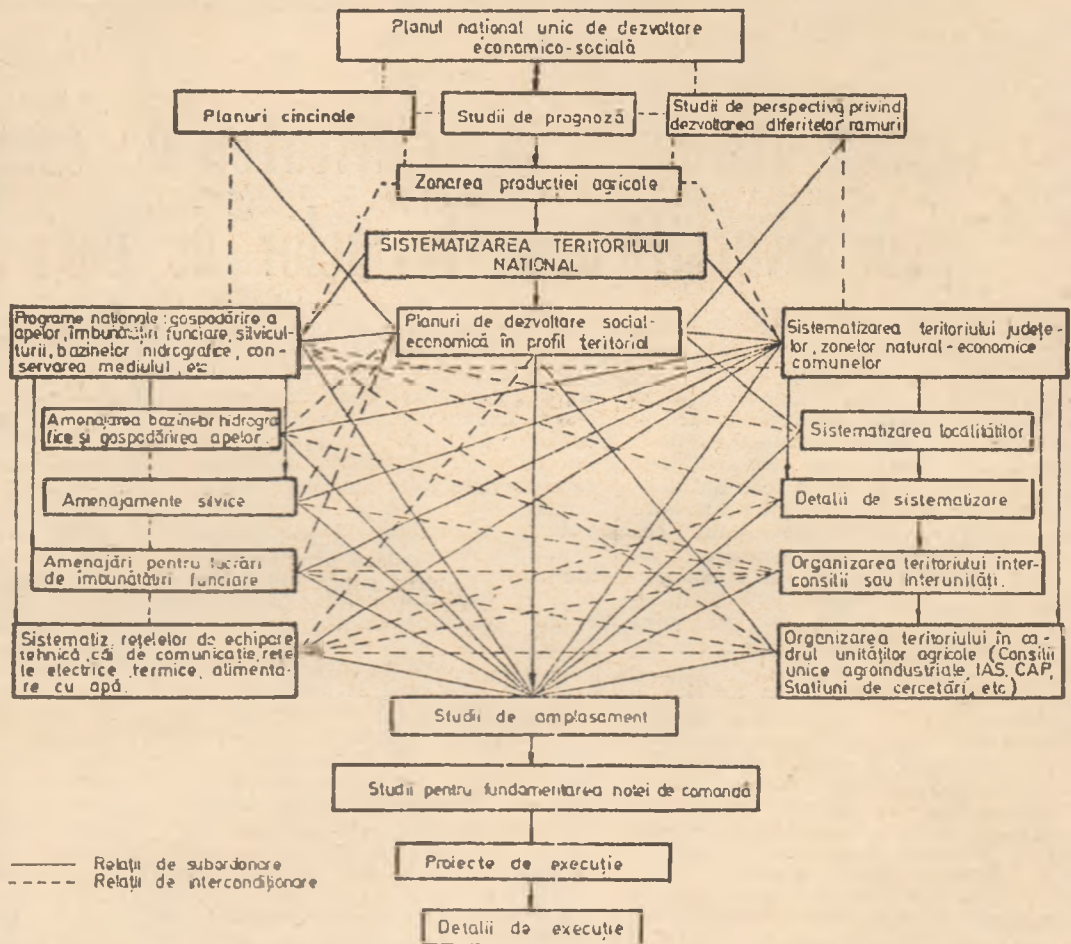 Planul național unic de dezvoltare
economico-socială
Planuri cincinale
Studii de prognoză
Studii de perspectiva privind
dezvoltarea diferitelor ramuri
Zonarea productiei agricole
SISTEMATIZAREA TERITORIULUI
NATIONAL
Programe naționale: gospodărire a
apelor, îmbunătățiri funciare, silvicul-
turii, bazinelor hidrografice, con-
servarea mediului, etc
Planuri de dezvoltare social-
economică în profil teritorial
Sistematizarea teritoriului județe-
lor, zonelor natural-economice
comunelor
Amenajarea bazinelor hidrogra
fice și gospodărirea apelor.
Sistematizarea localităților
Amenajamente silvice
Detalii de sistematizare
Amenajări pentru lucrări
de îmbunătățiri funciare
Organizarea teritoriului inter-
consilii sau interunități.
Sistematiz. rețelelor de echipare
tehnică, căi de comunicație, rețe
le electrice, termice, alimenta-
re cu apă.
Organizarea teritoriului în ca-
drul unităților agricole (Consilii
unice agroindustriale, IAS, CAP,
Statiuni de cercetări, etc)
Studii de amplasament
Studii pentru fundamentarea notei de comandă
Proiecte de execuție
Detalii de execuție
Relații de subordonare
Relații de intercondiționare